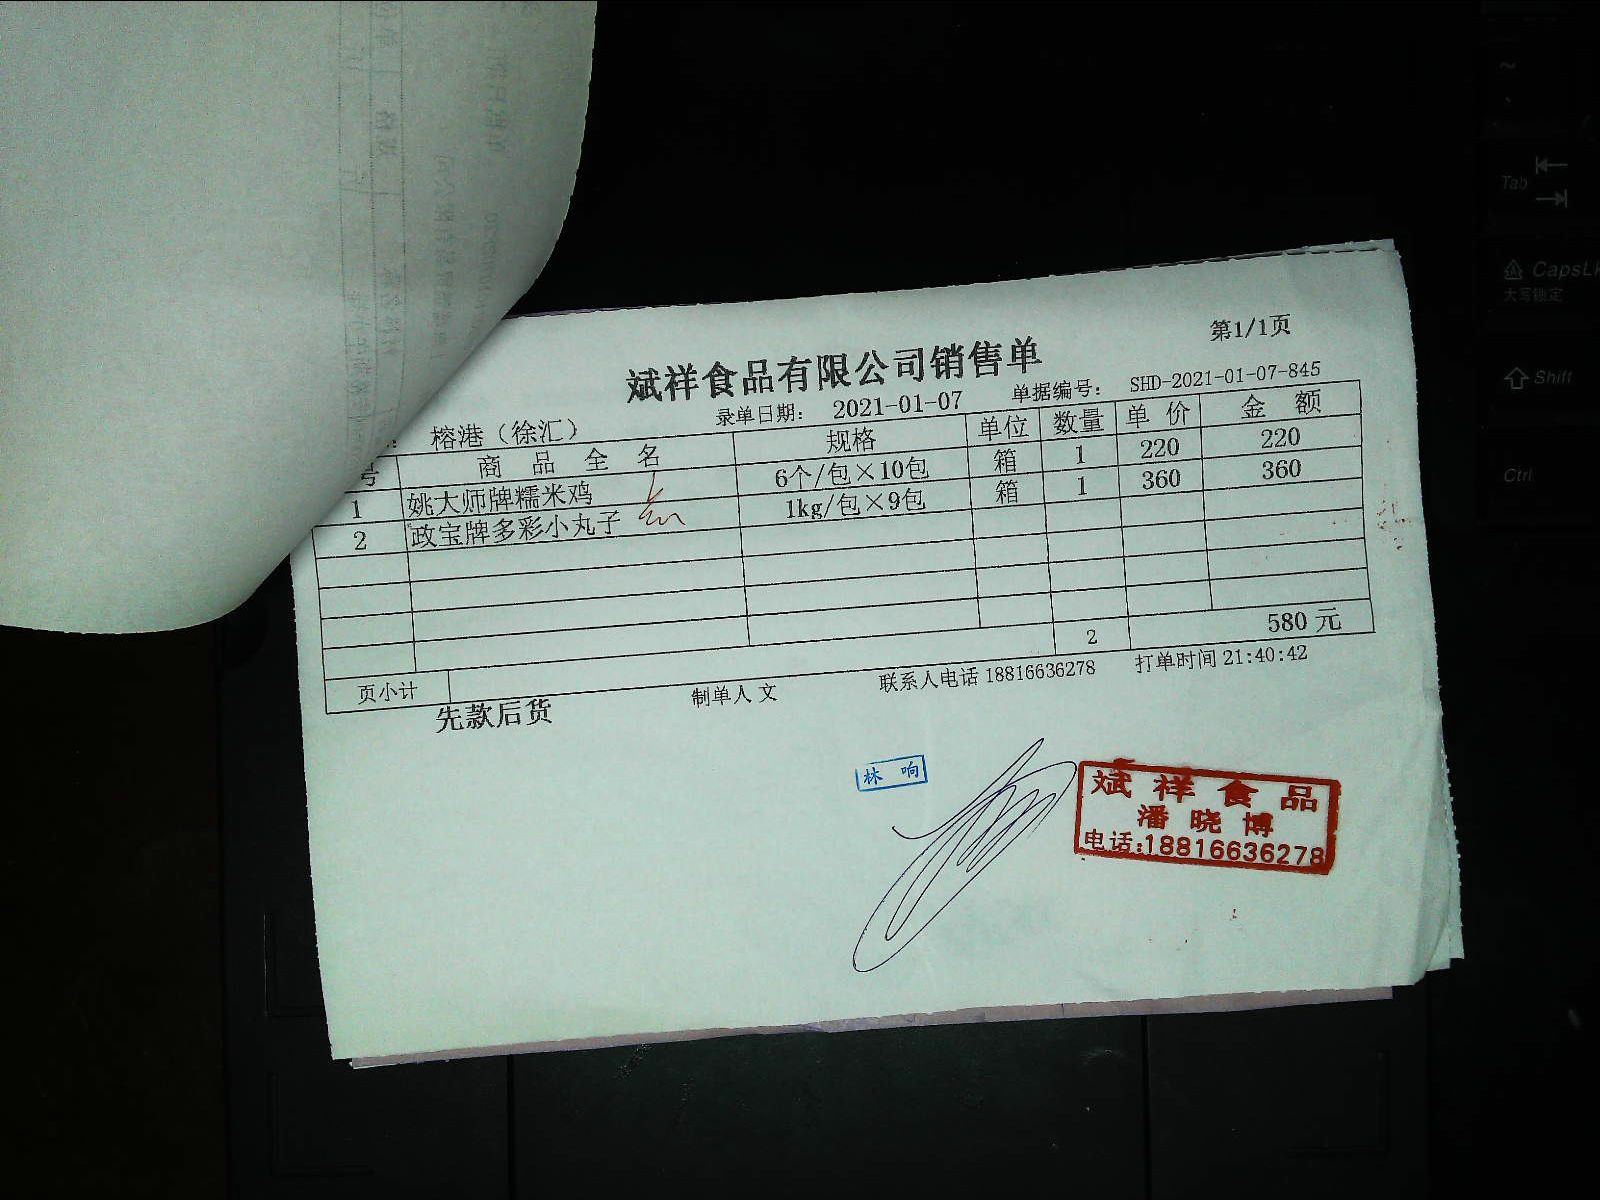 第1/1页
斌祥食品有限公司销售单
榕港（徐汇） 录单日期： 2021-01-07 单据编号： SHD-2021-01-07-845
号 商品全名 规格 单位 数量 单价 金额
1 姚大师牌糯米鸡 6个/包×10包 箱 1 220 220
2 政宝牌多彩小丸子 1kg/包×9包 箱 1 360 360
页小计 2 580元
先款后货 制单人 文 联系人电话 18816636278 打单时间 21:40:42
林响
斌祥食品
潘晓博
电话:18816636278
Tab
CapsLk
大写锁定
Shift
Ctrl